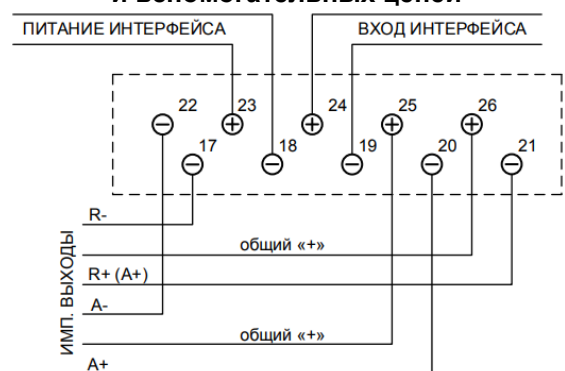 и вспомогательных цепей
ПИТАНИЕ ИНТЕРФЕЙСА ВХОД ИНТЕРФЕЙСА
22 23 24 25 26
17 18 19 20 21
R-
общий «+»
R+ (A+)
A-
общий «+»
A+
ИМП. ВЫХОДЫ